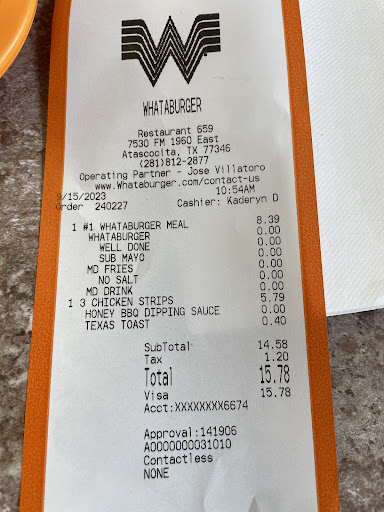 WHATABURGER
Restaurant 659
7530 FM 1960 East
Atascocita, TX 77346
(281)812-2877
Operating Partner - Jose Villatoro
www.Whataburger.com/contact-us
9/15/2023 10:54AM
Order 240227 Cashier: Kaderyn D
1 #1 WHATABURGER MEAL 8.39
WHATABURGER 0.00
WELL DONE 0.00
SUB MAYO 0.00
MD FRIES 0.00
NO SALT 0.00
MD DRINK 0.00
1 3 CHICKEN STRIPS 5.79
HONEY BBQ DIPPING SAUCE 0.00
TEXAS TOAST 0.40
SubTotal 14.58
Tax 1.20
Total 15.78
Visa 15.78
Acct:XXXXXXXX6674
Approval:141906
A0000000031010
Contactless
NONE